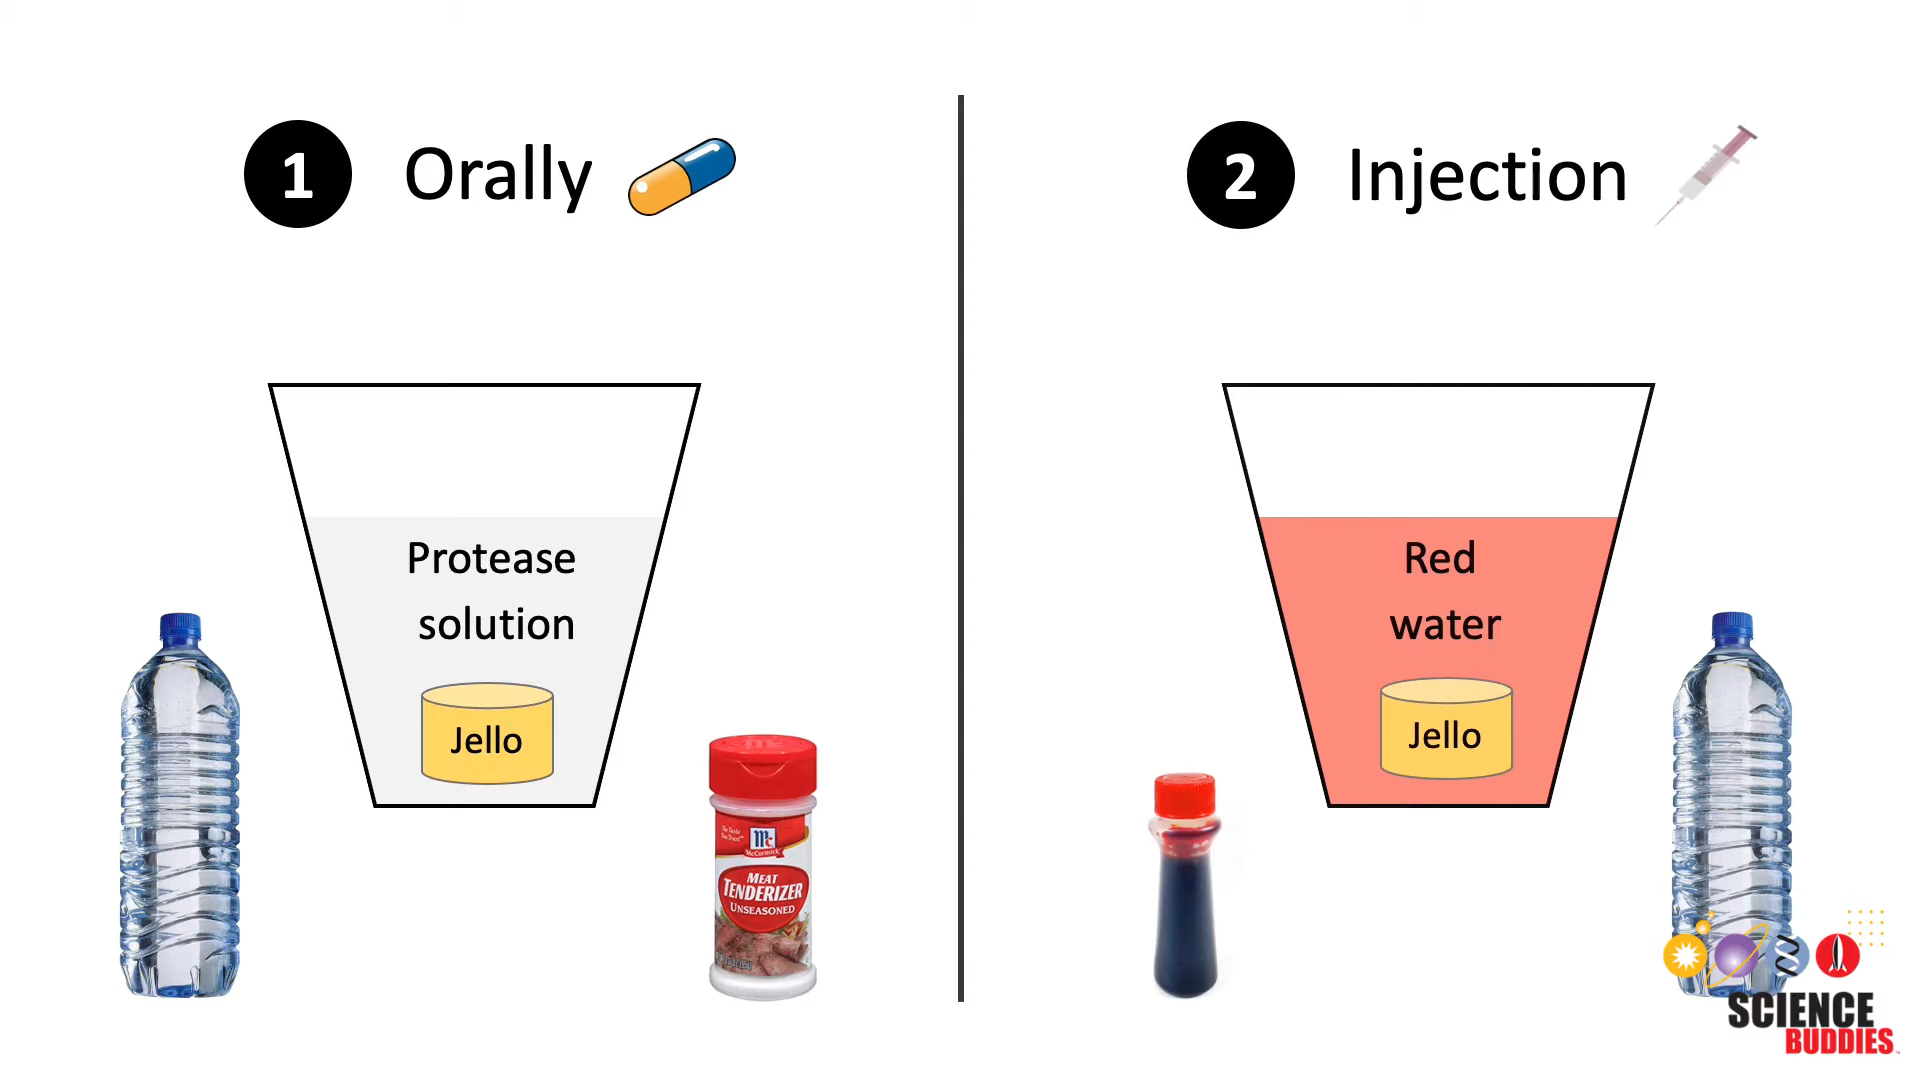 1 Orally
Protease
solution
Jello
McCormick
MEAT
TENDERIZER
UNSEASONED
2 Injection
Red
water
Jello
SCIENCE
BUDDIES